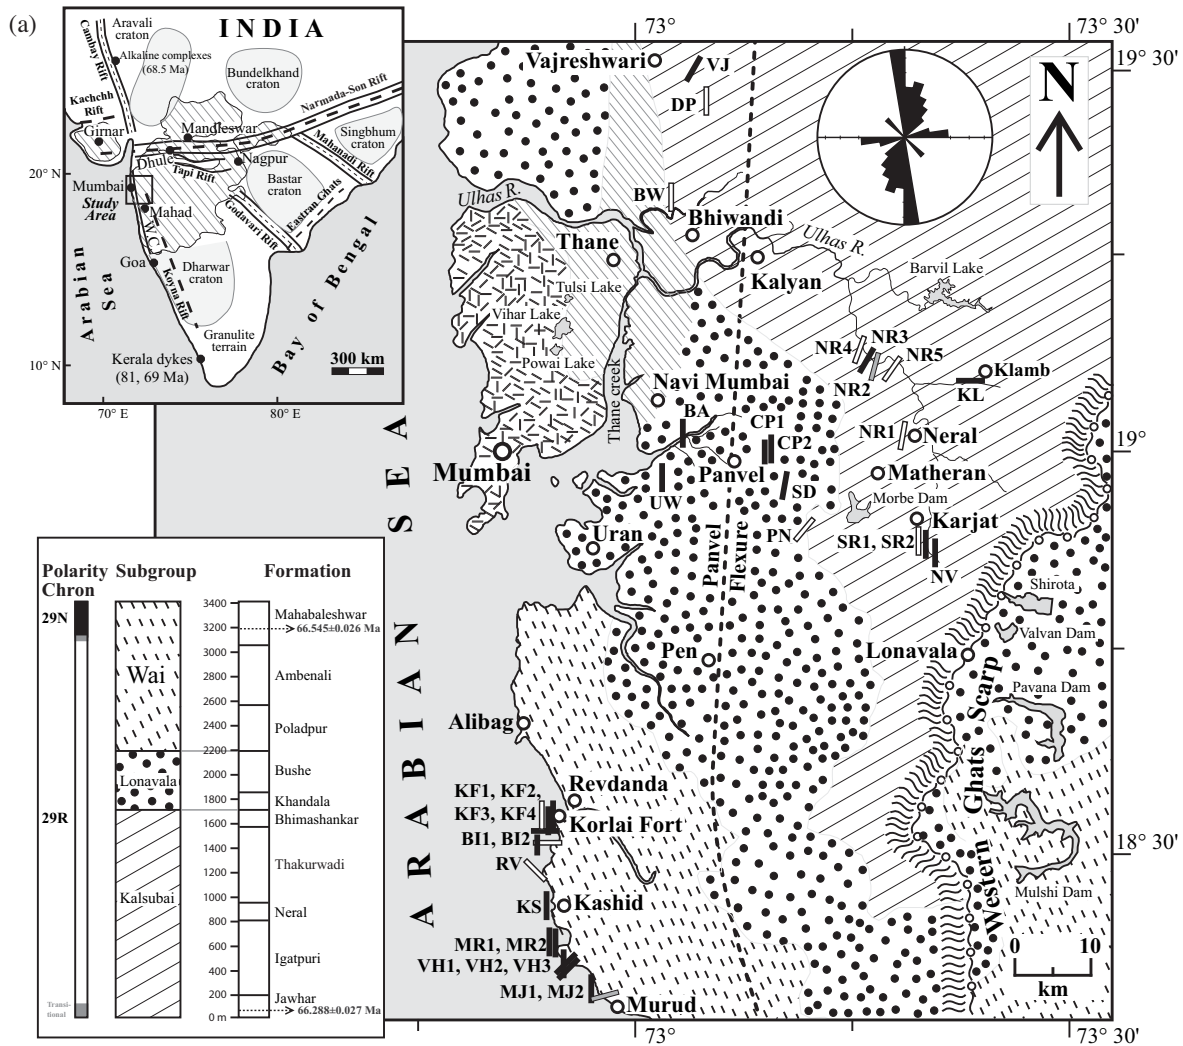 (a)
INDIA
Aravali
craton
Cambay Rift
Alkaline complexes
(68.5 Ma)
Bundelkhand
craton
Kachchh
Rift
Narmada-Son Rift
Girnar
Mandleswar
Singbhum
craton
Mahanadi Rift
Dhule
Nagpur
Tapi Rift
20° N
Mumbai
Study
Area
Bastar
craton
Eastran Ghats
Mahad
Godavari Rift
W.C.
Goa
Dharwar
craton
Koyna Rift
Arabian
Sea
Bay of Bengal
Granulite
terrain
Kerala dykes
(81, 69 Ma)
10° N
300 km
70° E
80° E
73°
73° 30'
19° 30'
Vajreshwari
VJ
DP
N
BW
Ulhas R.
Bhiwandi
Ulhas R.
Thane
Kalyan
Barvil Lake
Tulsi Lake
Vihar Lake
Powai Lake
Thane creek
NR4
NR3
NR5
NR2
Klamb
KL
Navi Mumbai
BA
CP1
CP2
NR1
Neral
19°
Mumbai
Panvel
Matheran
UW
SD
Morbe Dam
Uran
PN
Karjat
SR1, SR2
NV
Panvel
Flexure
Shirota
Valvan Dam
Pen
Lonavala
Pavana Dam
Alibag
Western Ghats Scarp
ARABIAN SEA
Revdanda
KF1, KF2,
KF3, KF4
Korlai Fort
BI1, BI2
RV
18° 30'
Mulshi Dam
KS
Kashid
MR1, MR2
VH1, VH2, VH3
MJ1, MJ2
Murud
0 10
km
73°
73° 30'
Polarity
Chron
Subgroup
Formation
29N
29R
Transi-
tional
Wai
Lonavala
Kalsubai
3400
3200
3000
2800
2600
2400
2200
2000
1800
1600
1400
1200
1000
800
600
400
200
0 m
Mahabaleshwar
66.545±0.026 Ma
Ambenali
Poladpur
Bushe
Khandala
Bhimashankar
Thakurwadi
Neral
Igatpuri
Jawhar
66.288±0.027 Ma